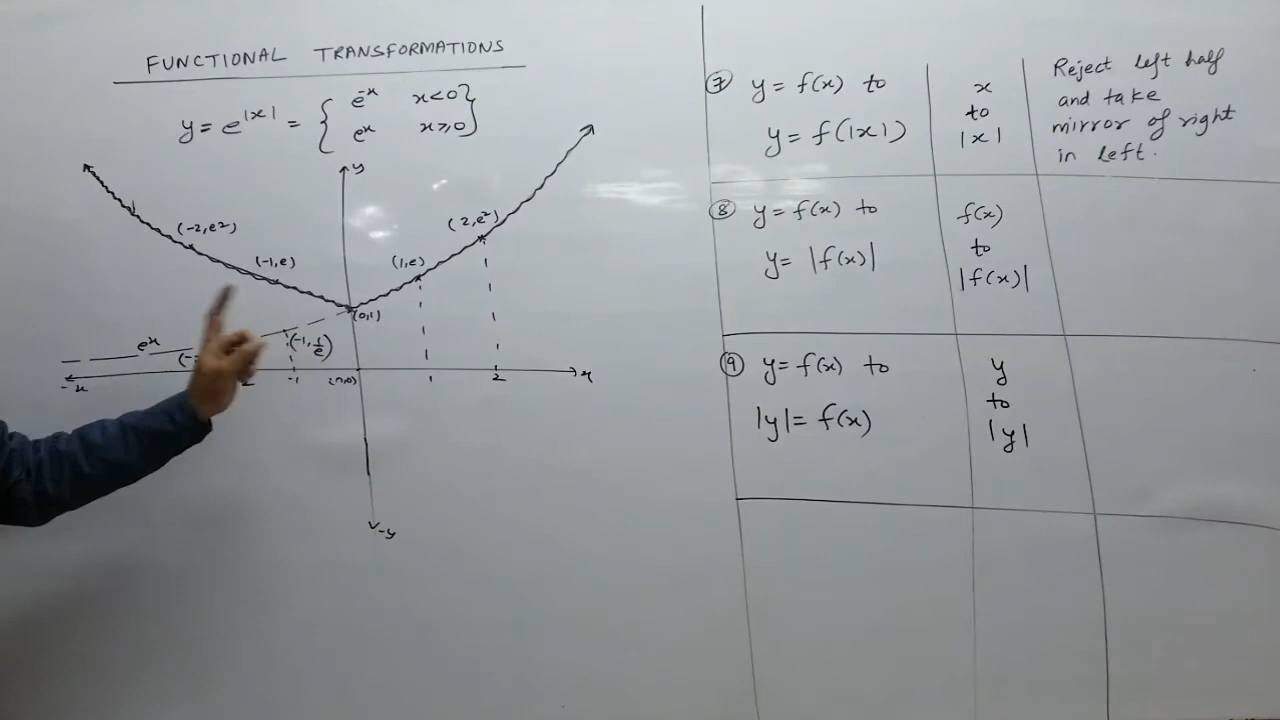 FUNCTIONAL TRANSFORMATIONS
y = e^|x| = { e^-x x<0
e^x x≥0 }
y
(-2,e²)
(2,e²)
(-1,e)
(1,e)
(0,1)
e^x
(-1, 1/e)
-x
-1
(0,0)
1
2
x
-y
⑦ y = f(x) to
y = f(|x|)
x
to
|x|
Reject left half
and take
mirror of right
in left.
⑧ y = f(x) to
y = |f(x)|
f(x)
to
|f(x)|
⑨ y = f(x) to
|y| = f(x)
y
to
|y|